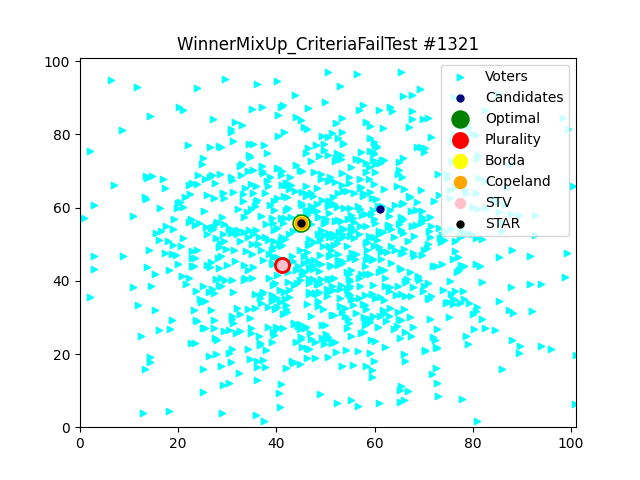 WinnerMixUp_CriteriaFailTest #1321
100
80
60
40
20
0
0 20 40 60 80 100
Voters
Candidates
Optimal
Plurality
Borda
Copeland
STV
STAR